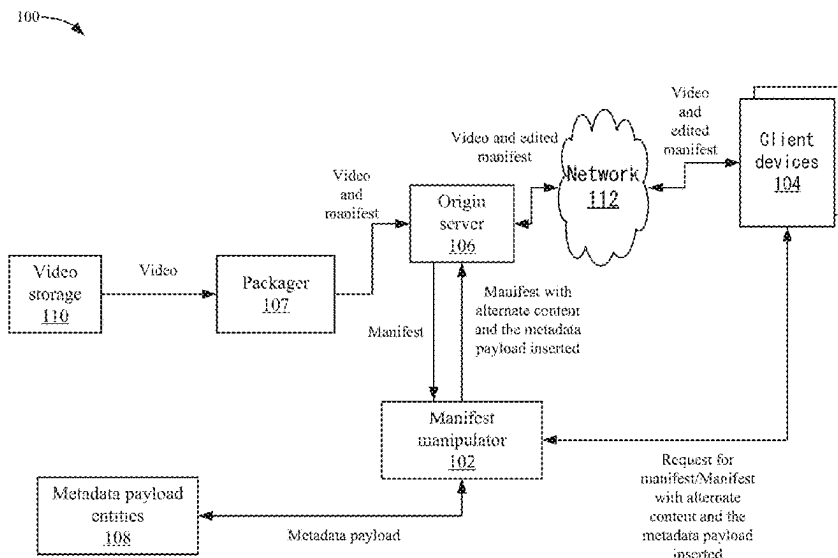 100
Video
and
edited
manifest
Client
devices
104
Video and edited
manifest
Network
112
Video
and
manifest
Origin
server
106
Video
storage
110
Video
Packager
107
Manifest
Manifest with
alternate content
and the metadata
payload inserted
Manifest
manipulator
102
Request for
manifest/Manifest
with alternate
content and the
metadata payload
inserted
Metadata payload
entities
108
Metadata payload